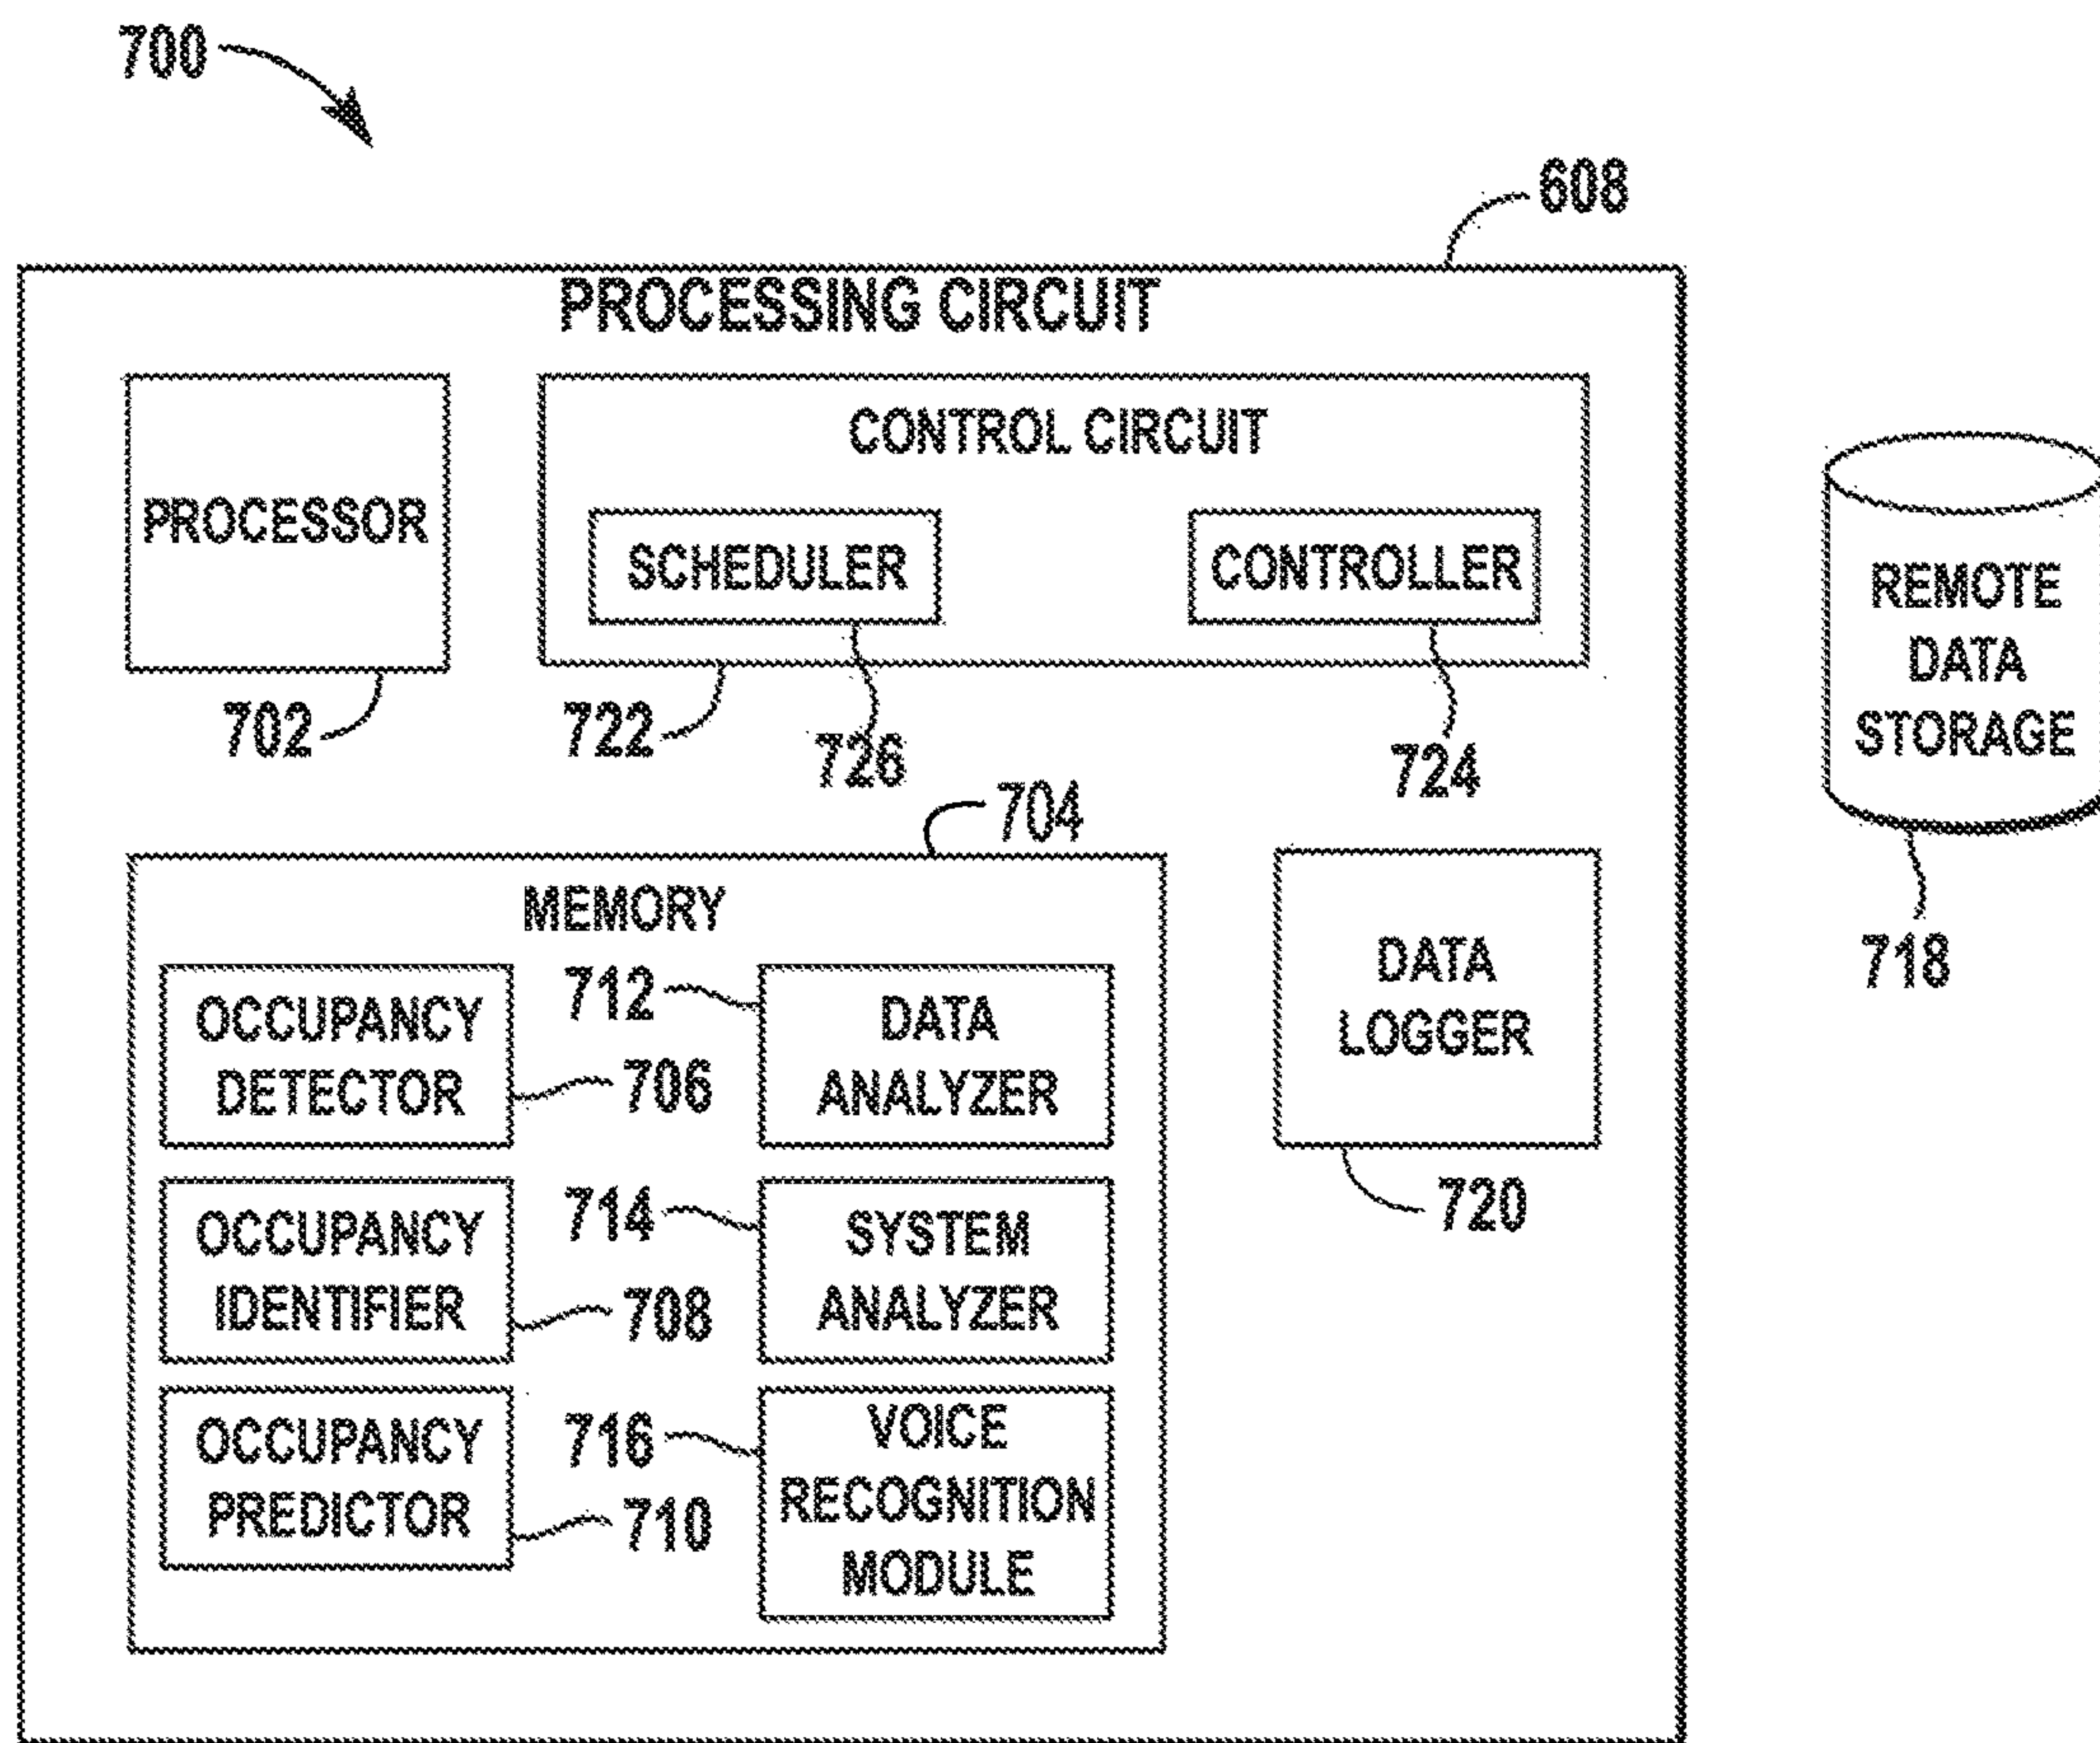 700
608
PROCESSING CIRCUIT
PROCESSOR
702
CONTROL CIRCUIT
SCHEDULER
CONTROLLER
722
726
724
REMOTE
DATA
STORAGE
718
704
MEMORY
OCCUPANCY
DETECTOR
706
712
DATA
ANALYZER
OCCUPANCY
IDENTIFIER
708
714
SYSTEM
ANALYZER
OCCUPANCY
PREDICTOR
710
716
VOICE
RECOGNITION
MODULE
DATA
LOGGER
720